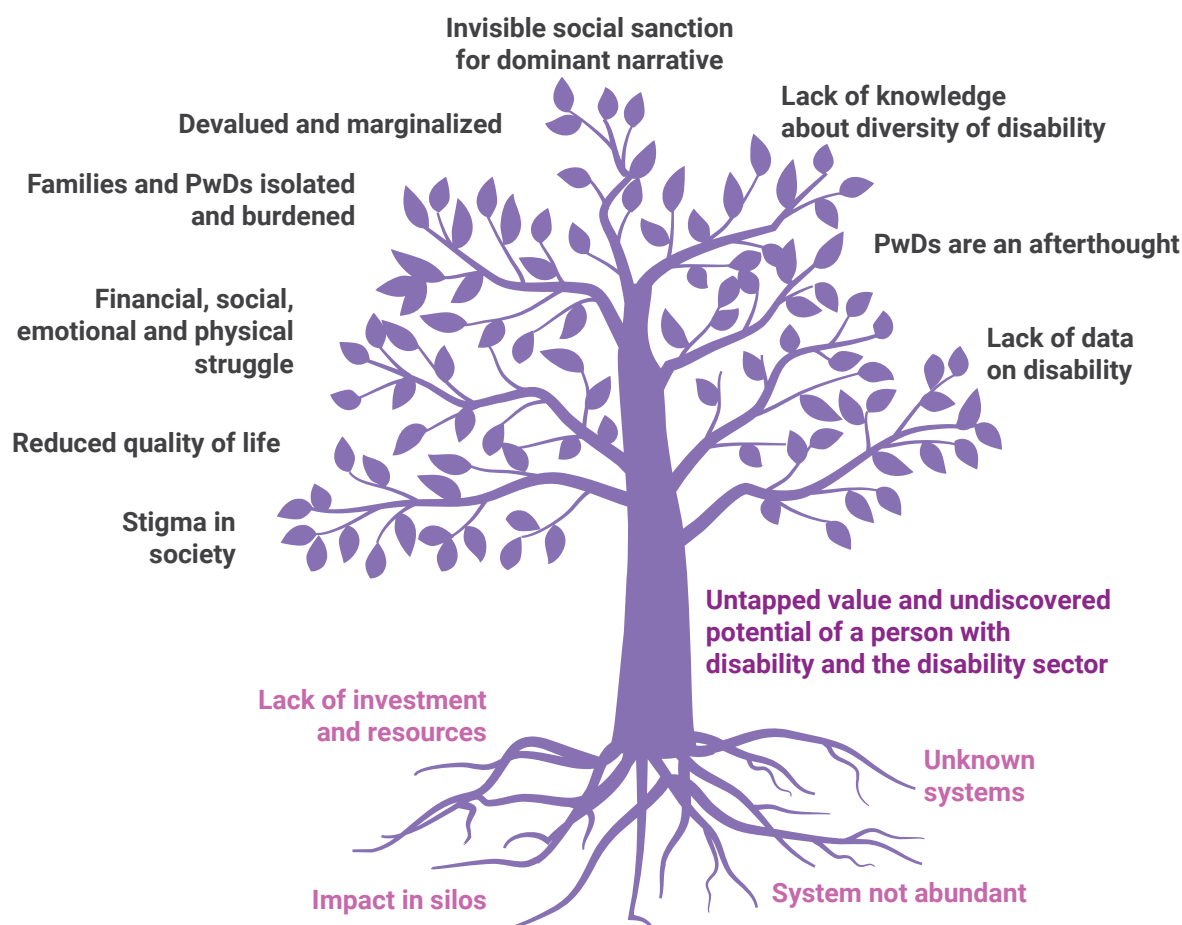 Invisible social sanction
for dominant narrative
Devalued and marginalized
Lack of knowledge
about diversity of disability
Families and PwDs isolated
and burdened
PwDs are an afterthought
Financial, social,
emotional and physical
struggle
Lack of data
on disability
Reduced quality of life
Stigma in
society
Untapped value and undiscovered
potential of a person with
disability and the disability sector
Lack of investment
and resources
Unknown
systems
Impact in silos
System not abundant